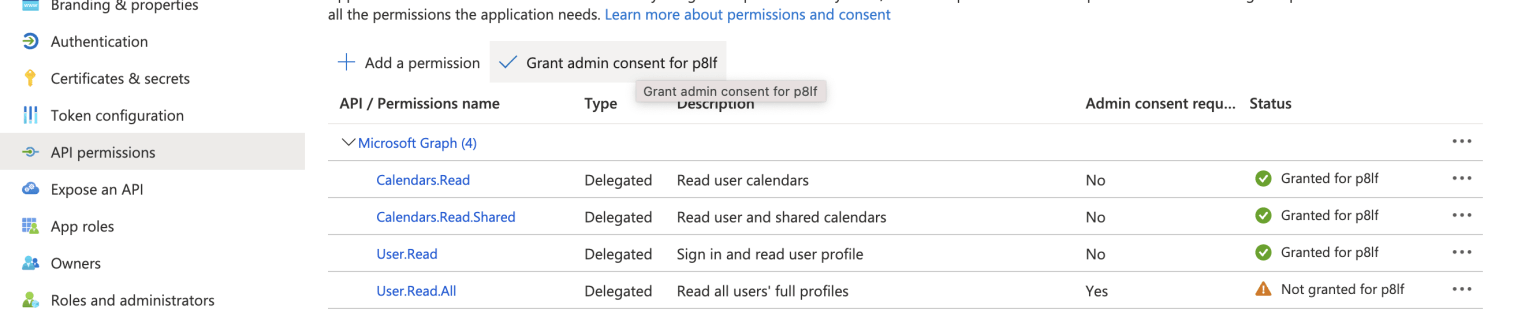 Branding & properties
Authentication
Certificates & secrets
Token configuration
API permissions
Expose an API
App roles
Owners
Roles and administrators
all the permissions the application needs. Learn more about permissions and consent
Add a permission Grant admin consent for p8lf
Grant admin consent for p8lf
API / Permissions name Type Description Admin consent requ... Status
Microsoft Graph (4)
Calendars.Read Delegated Read user calendars No Granted for p8lf
Calendars.Read.Shared Delegated Read user and shared calendars No Granted for p8lf
User.Read Delegated Sign in and read user profile No Granted for p8lf
User.Read.All Delegated Read all users' full profiles Yes Not granted for p8lf